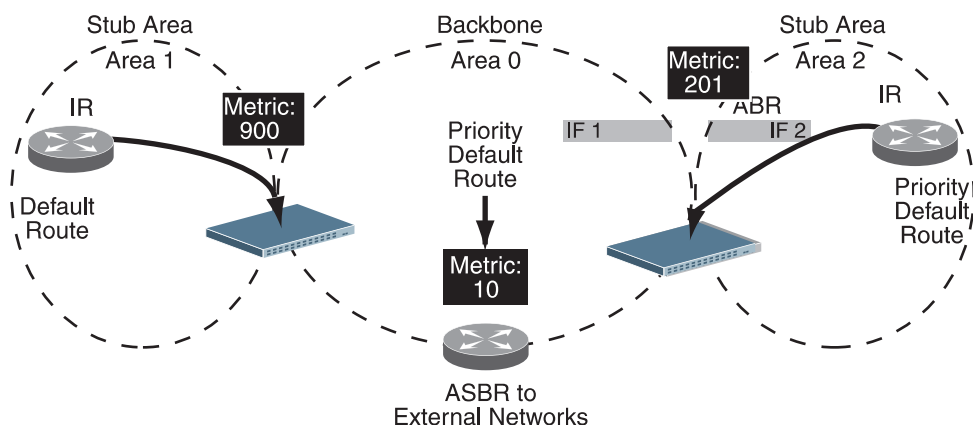 Stub Area
Area 1
IR
Default
Route
Metric:
900
Backbone
Area 0
Priority
Default
Route
Metric:
10
ASBR to
External Networks
IF 1
Metric:
201
ABR
IF 2
Stub Area
Area 2
IR
Priority
Default
Route